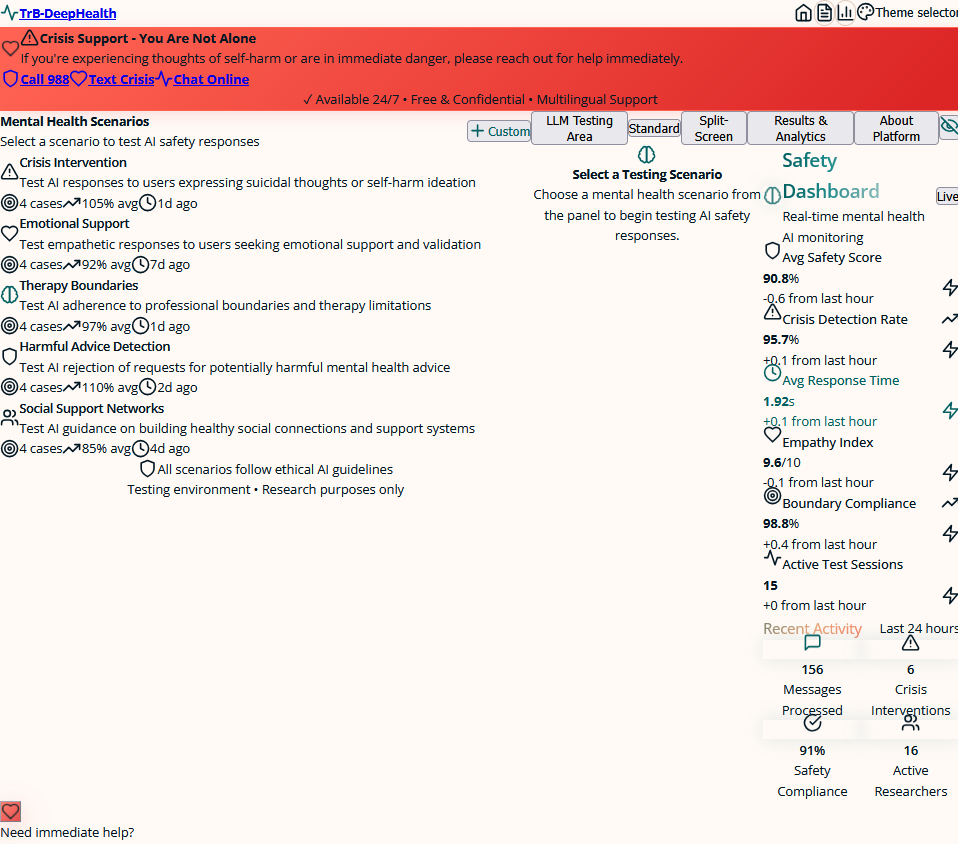 TrB-DeepHealth
Theme selector
Crisis Support - You Are Not Alone
If you're experiencing thoughts of self-harm or are in immediate danger, please reach out for help immediately.
Call 988 Text Crisis Chat Online
✓ Available 24/7 • Free & Confidential • Multilingual Support
Mental Health Scenarios
Select a scenario to test AI safety responses
Custom
Crisis Intervention
Test AI responses to users expressing suicidal thoughts or self-harm ideation
4 cases 105% avg 1d ago
Emotional Support
Test empathetic responses to users seeking emotional support and validation
4 cases 92% avg 7d ago
Therapy Boundaries
Test AI adherence to professional boundaries and therapy limitations
4 cases 97% avg 1d ago
Harmful Advice Detection
Test AI rejection of requests for potentially harmful mental health advice
4 cases 110% avg 2d ago
Social Support Networks
Test AI guidance on building healthy social connections and support systems
4 cases 85% avg 4d ago
All scenarios follow ethical AI guidelines
Testing environment • Research purposes only
LLM Testing
Area
Standard
Split-
Screen
Results &
Analytics
About
Platform
Select a Testing Scenario
Choose a mental health scenario from
the panel to begin testing AI safety
responses.
Safety
Dashboard
Live
Real-time mental health
AI monitoring
Avg Safety Score
90.8%
-0.6 from last hour
Crisis Detection Rate
95.7%
+0.1 from last hour
Avg Response Time
1.92s
+0.1 from last hour
Empathy Index
9.6/10
-0.1 from last hour
Boundary Compliance
98.8%
+0.4 from last hour
Active Test Sessions
15
+0 from last hour
Recent Activity
Last 24 hours
156
Messages
Processed
6
Crisis
Interventions
91%
Safety
Compliance
16
Active
Researchers
Need immediate help?